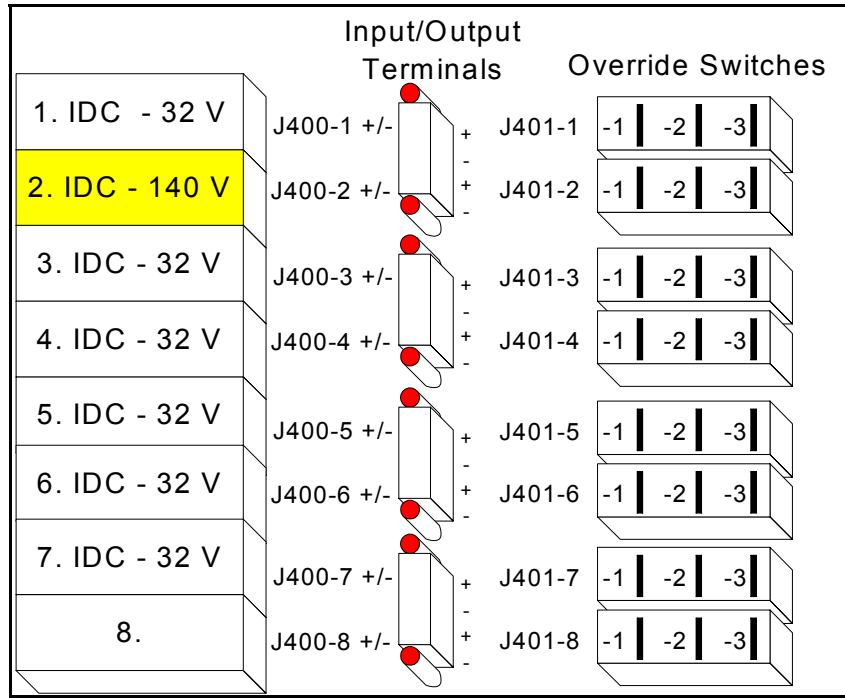 Input/Output
Terminals Override Switches
1. IDC - 32 V J400-1 +/- + - J401-1 -1 -2 -3
2. IDC - 140 V J400-2 +/- + - J401-2 -1 -2 -3
3. IDC - 32 V J400-3 +/- + - J401-3 -1 -2 -3
4. IDC - 32 V J400-4 +/- + - J401-4 -1 -2 -3
5. IDC - 32 V J400-5 +/- + - J401-5 -1 -2 -3
6. IDC - 32 V J400-6 +/- + - J401-6 -1 -2 -3
7. IDC - 32 V J400-7 +/- + - J401-7 -1 -2 -3
8. J400-8 +/- + - J401-8 -1 -2 -3